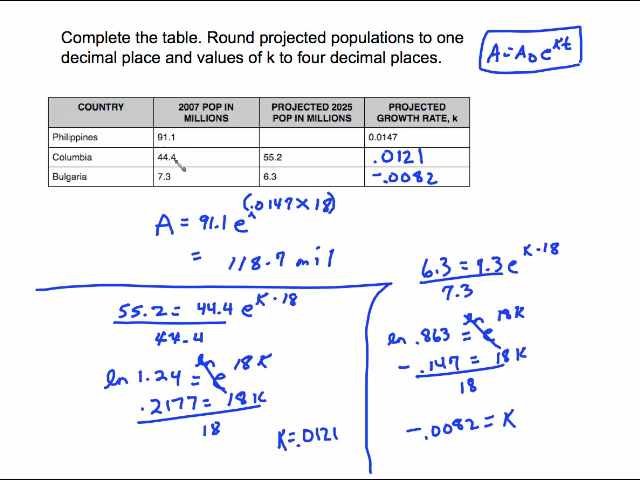 Complete the table. Round projected populations to one
decimal place and values of k to four decimal places.
A = A₀ e^Kt
COUNTRY 2007 POP IN MILLIONS PROJECTED 2025 POP IN MILLIONS PROJECTED GROWTH RATE, k
Philippines 91.1 0.0147
Columbia 44.4 55.2 .0121
Bulgaria 7.3 6.3 -.0082
A = 91.1 e^(.0147 × 18)
= 118.7 mil
55.2 = 44.4 e^K·18
44.4
ln 1.24 = ln e^18K
.2177 = 18K
18
K = .0121
6.3 = 7.3 e^K·18
7.3
ln .863 = ln e^18K
-.147 = 18K
18
-.0082 = K